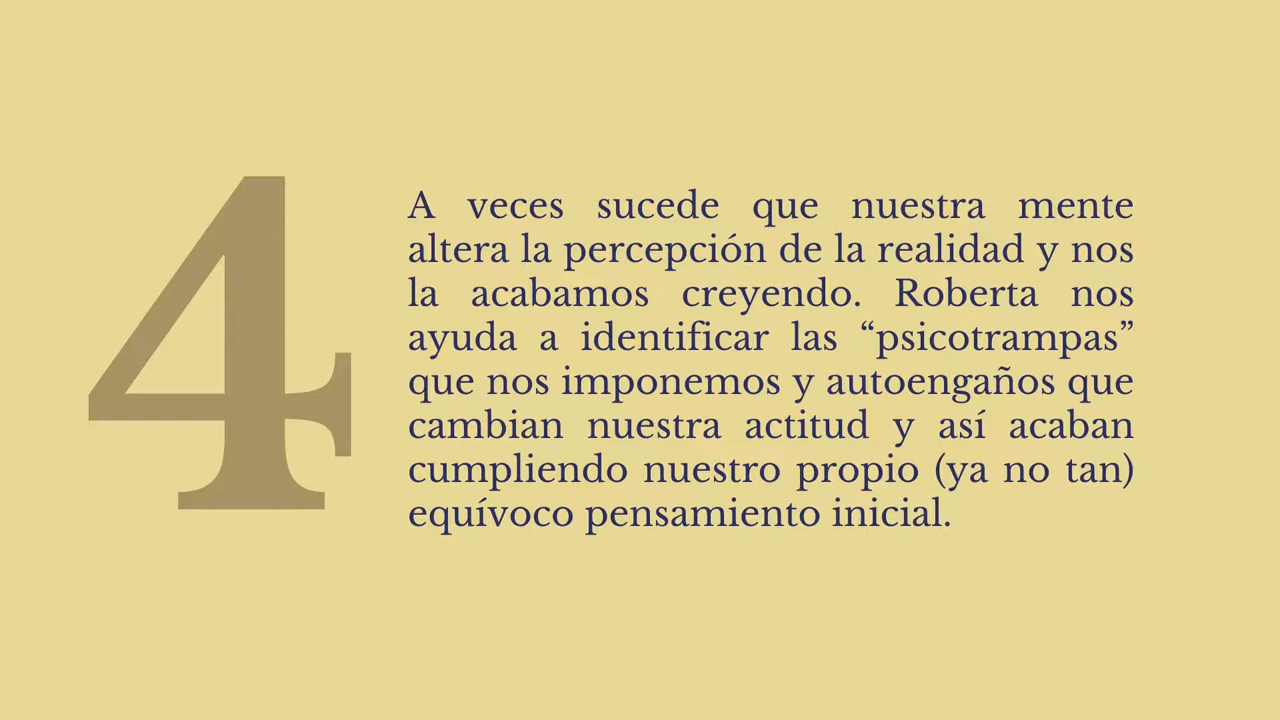 4
A veces sucede que nuestra mente
altera la percepción de la realidad y nos
la acabamos creyendo. Roberta nos
ayuda a identificar las “psicotrampas”
que nos imponemos y autoengaños que
cambian nuestra actitud y así acaban
cumpliendo nuestro propio (ya no tan)
equívoco pensamiento inicial.